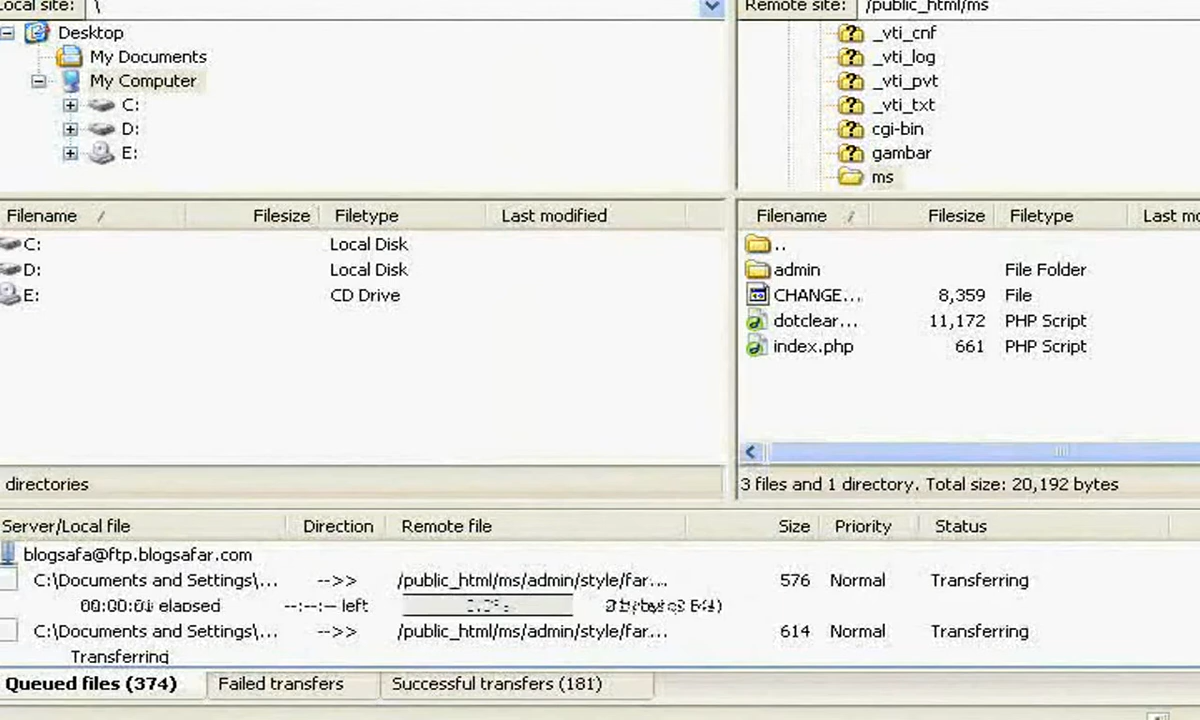 Local site: \
Desktop
My Documents
My Computer
C:
D:
E:
Remote site: /public_html/ms
_vti_cnf
_vti_log
_vti_pvt
_vti_txt
cgi-bin
gambar
ms
Filename / Filesize Filetype Last modified
C: Local Disk
D: Local Disk
E: CD Drive
directories
Filename / Filesize Filetype Last mo
..
admin File Folder
CHANGE... 8,359 File
dotclear... 11,172 PHP Script
index.php 661 PHP Script
3 files and 1 directory. Total size: 20,192 bytes
Server/Local file Direction Remote file Size Priority Status
blogsafa@ftp.blogsafar.com
C:\Documents and Settings\... -->> /public_html/ms/admin/style/far... 576 Normal Transferring
elapsed --:--:-- left
C:\Documents and Settings\... -->> /public_html/ms/admin/style/far... 614 Normal Transferring
Transferring
Queued files (374) Failed transfers Successful transfers (181)